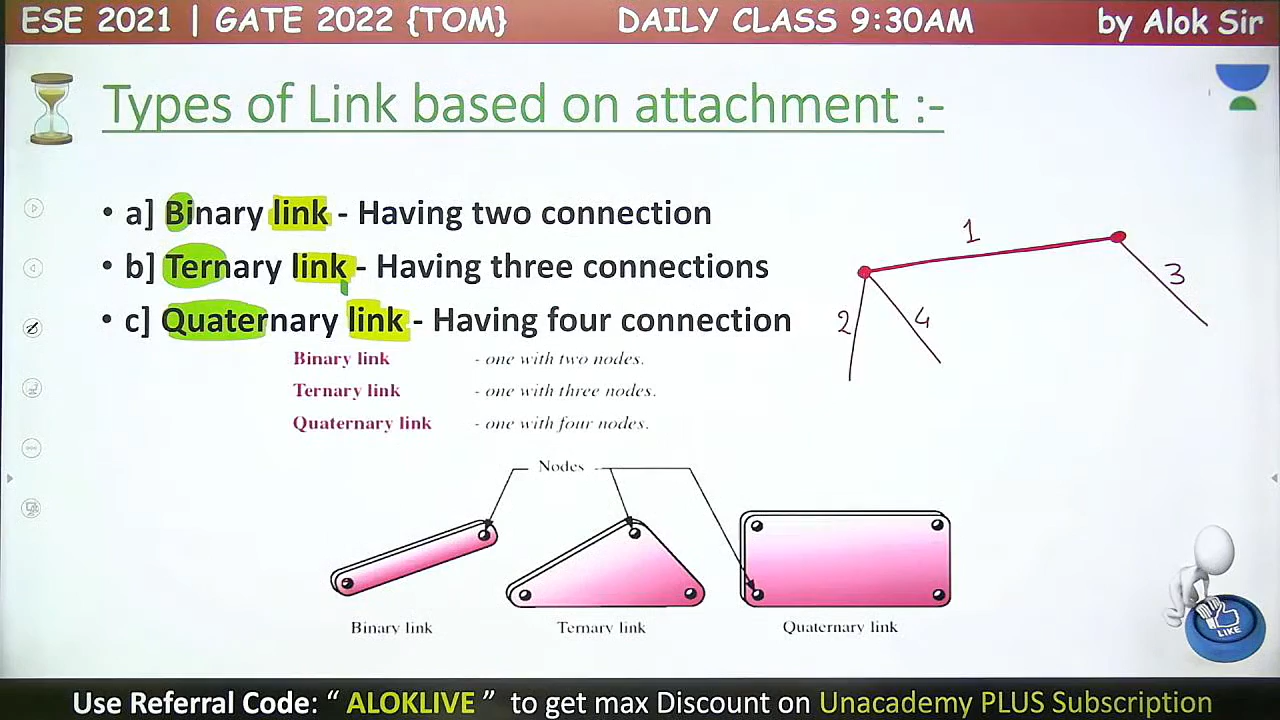 ESE 2021 | GATE 2022 {TOM} DAILY CLASS 9:30AM by Alok Sir
Types of Link based on attachment :-
• a] Binary link - Having two connection
• b] Ternary link - Having three connections
• c] Quaternary link - Having four connection
Binary link - one with two nodes.
Ternary link - one with three nodes.
Quaternary link - one with four nodes.
1
2
4
3
Nodes
Binary link Ternary link Quaternary link
LIKE
Use Referral Code: “ ALOKLIVE ” to get max Discount on Unacademy PLUS Subscription